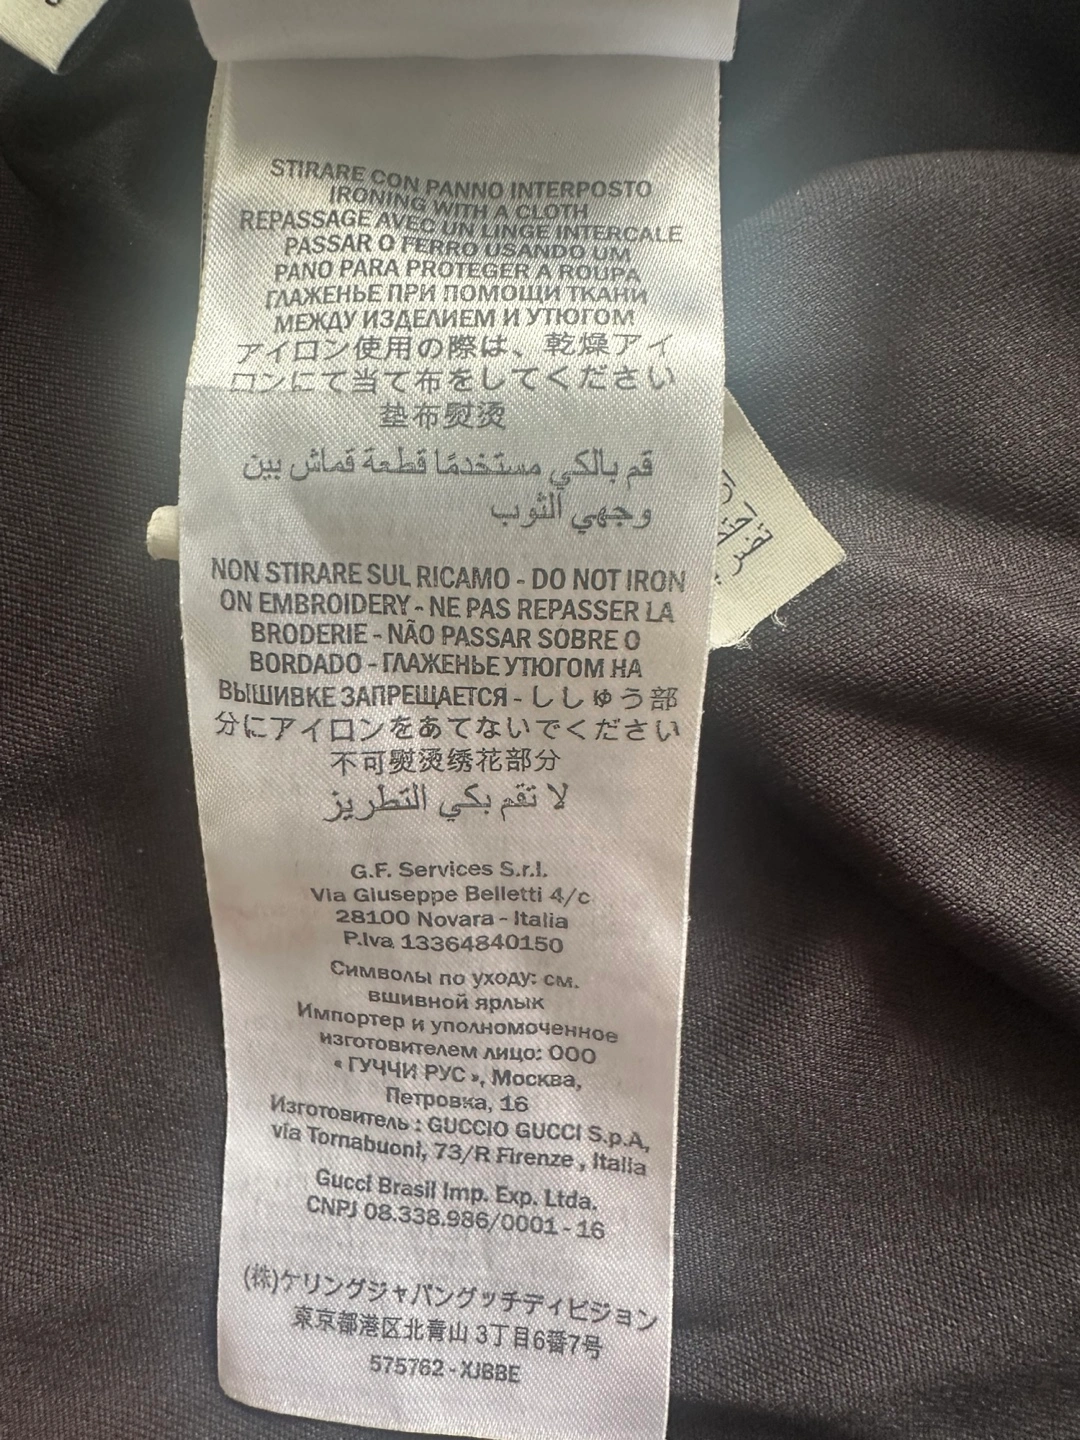 STIRARE CON PANNO INTERPOSTO
IRONING WITH A CLOTH
REPASSAGE AVEC UN LINGE INTERCALE
PASSAR O FERRO USANDO UM
PANO PARA PROTEGER A ROUPA
ГЛАЖЕНЬЕ ПРИ ПОМОЩИ ТКАНИ
МЕЖДУ ИЗДЕЛИЕМ И УТЮГОМ
アイロン使用の際は、乾燥アイ
ロンにて当て布をしてください
垫布熨烫
قم بالكي مستخدمًا قطعة قماش بين
وجهي الثوب
NON STIRARE SUL RICAMO - DO NOT IRON
ON EMBROIDERY - NE PAS REPASSER LA
BRODERIE - NÃO PASSAR SOBRE O
BORDADO - ГЛАЖЕНЬЕ УТЮГОМ НА
ВЫШИВКЕ ЗАПРЕЩАЕТСЯ - ししゅう部
分にアイロンをあてないでください
不可熨烫绣花部分
لا تقم بكي التطريز
G.F. Services S.r.l.
Via Giuseppe Belletti 4/c
28100 Novara - Italia
P.Iva 13364840150
Символы по уходу: см.
вшивной ярлык
Импортер и уполномоченное
изготовителем лицо: ООО
« ГУЧЧИ РУС », Москва,
Петровка, 16
Изготовитель : GUCCIO GUCCI S.p.A,
via Tornabuoni, 73/R Firenze , Italia
Gucci Brasil Imp. Exp. Ltda.
CNPJ 08.338.986/0001 - 16
(株)ケリングジャパングッチディビジョン
東京都港区北青山 3丁目6番7号
575762 - XJBBE